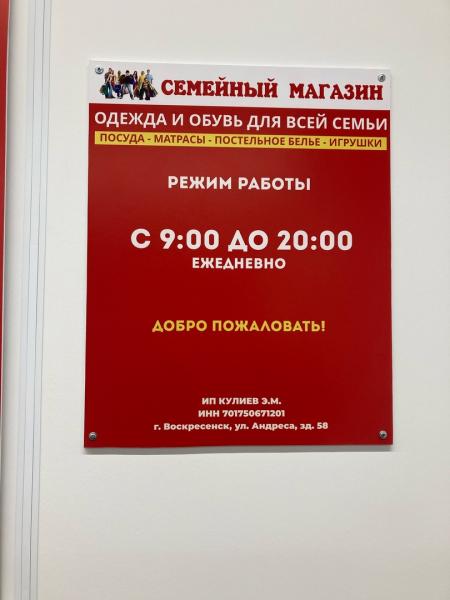 СЕМЕЙНЫЙ МАГАЗИН
ОДЕЖДА И ОБУВЬ ДЛЯ ВСЕЙ СЕМЬИ
ПОСУДА - МАТРАСЫ - ПОСТЕЛЬНОЕ БЕЛЬЕ - ИГРУШКИ
РЕЖИМ РАБОТЫ
С 9:00 ДО 20:00
ЕЖЕДНЕВНО
ДОБРО ПОЖАЛОВАТЬ!
ИП КУЛИЕВ Э.М.
ИНН 701750671201
г. Воскресенск, ул. Андреса, зд. 58